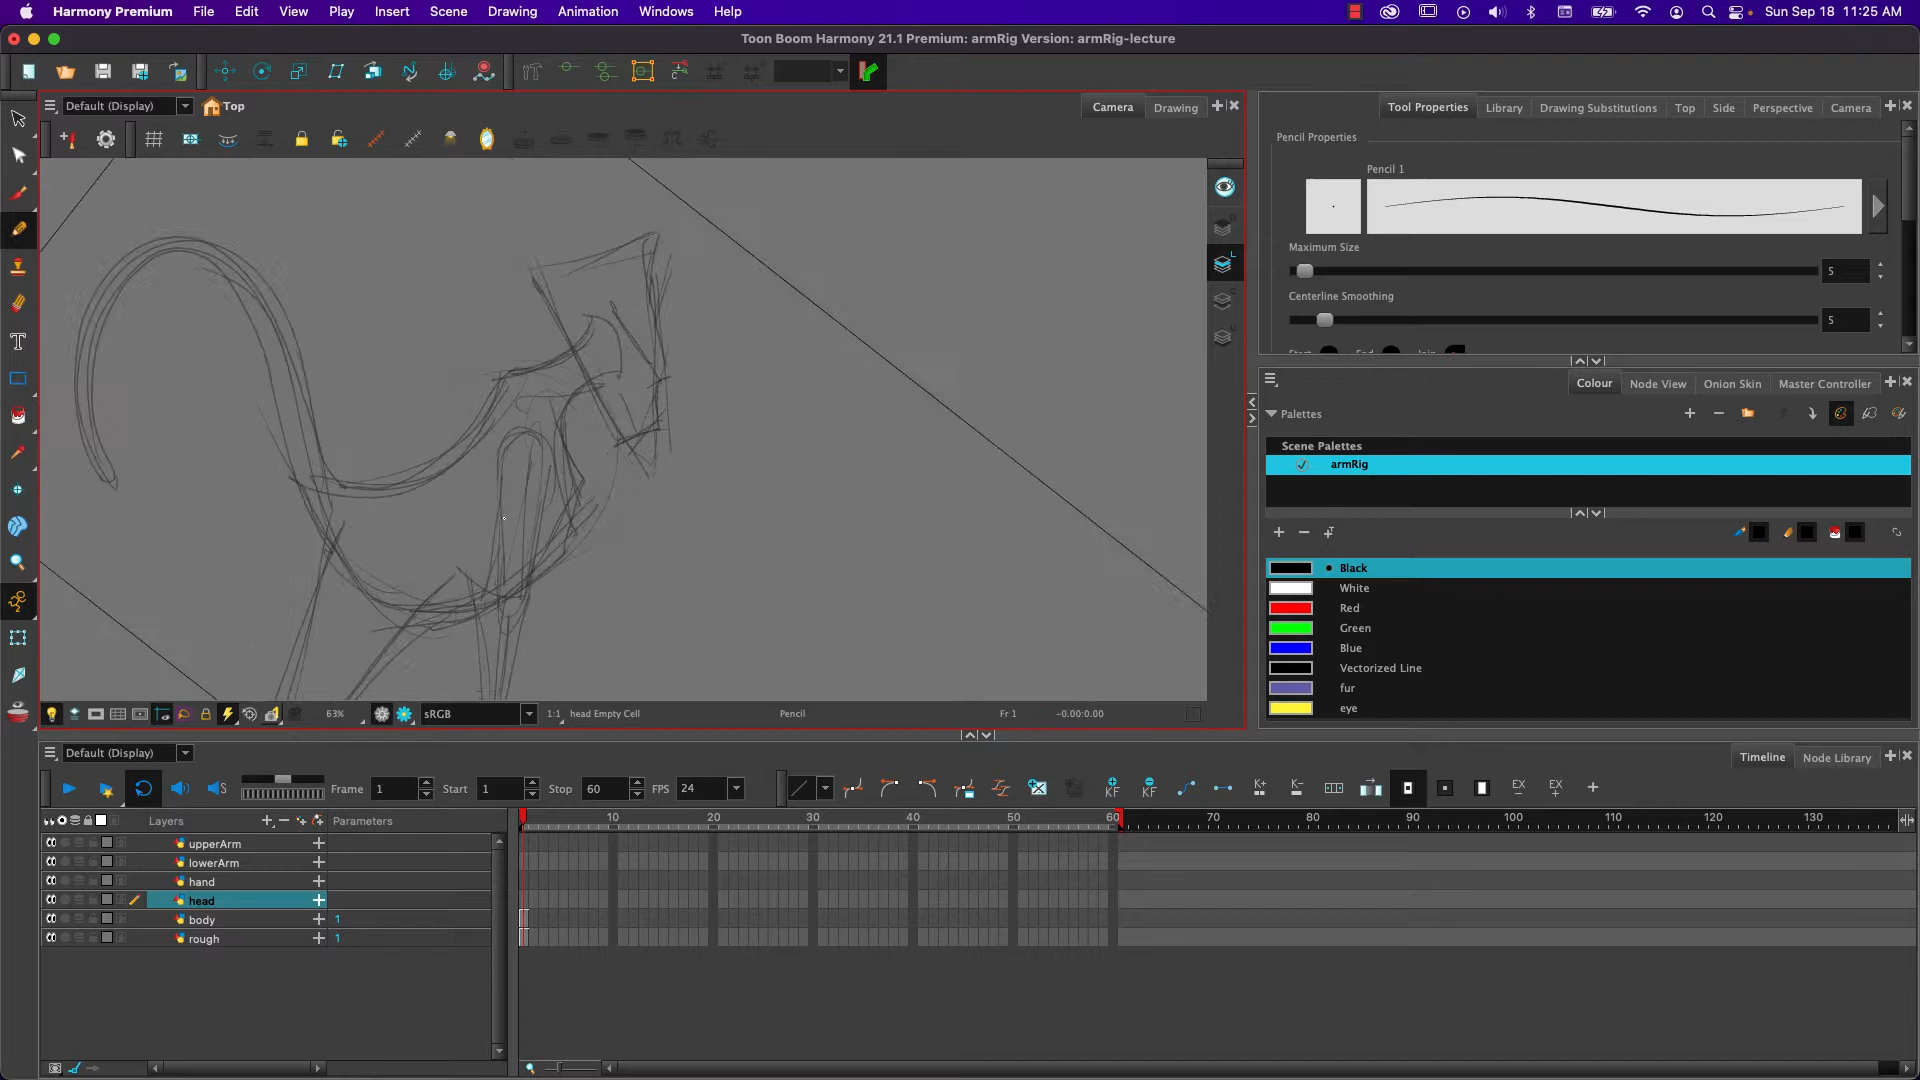 Harmony Premium File Edit View Play Insert Scene Drawing Animation Windows Help Sun Sep 18 11:25 AM
Toon Boom Harmony 21.1 Premium: armRig Version: armRig-lecture
Default (Display) Top Camera Drawing
Tool Properties Library Drawing Substitutions Top Side Perspective Camera
Pencil Properties
Pencil 1
Maximum Size
5
Centerline Smoothing
5
Colour Node View Onion Skin Master Controller
Palettes
Scene Palettes
armRig
Black
White
Red
Green
Blue
Vectorized Line
fur
eye
63% sRGB 1:1 head Empty Cell Pencil Fr 1 -0.00:0.00
Default (Display) Timeline Node Library
Frame 1 Start 1 Stop 60 FPS 24 KF KF K+ K- EX EX
Layers Parameters 10 20 30 40 50 60 70 80 90 100 110 120 130
upperArm
lowerArm
hand
head
body 1
rough 1